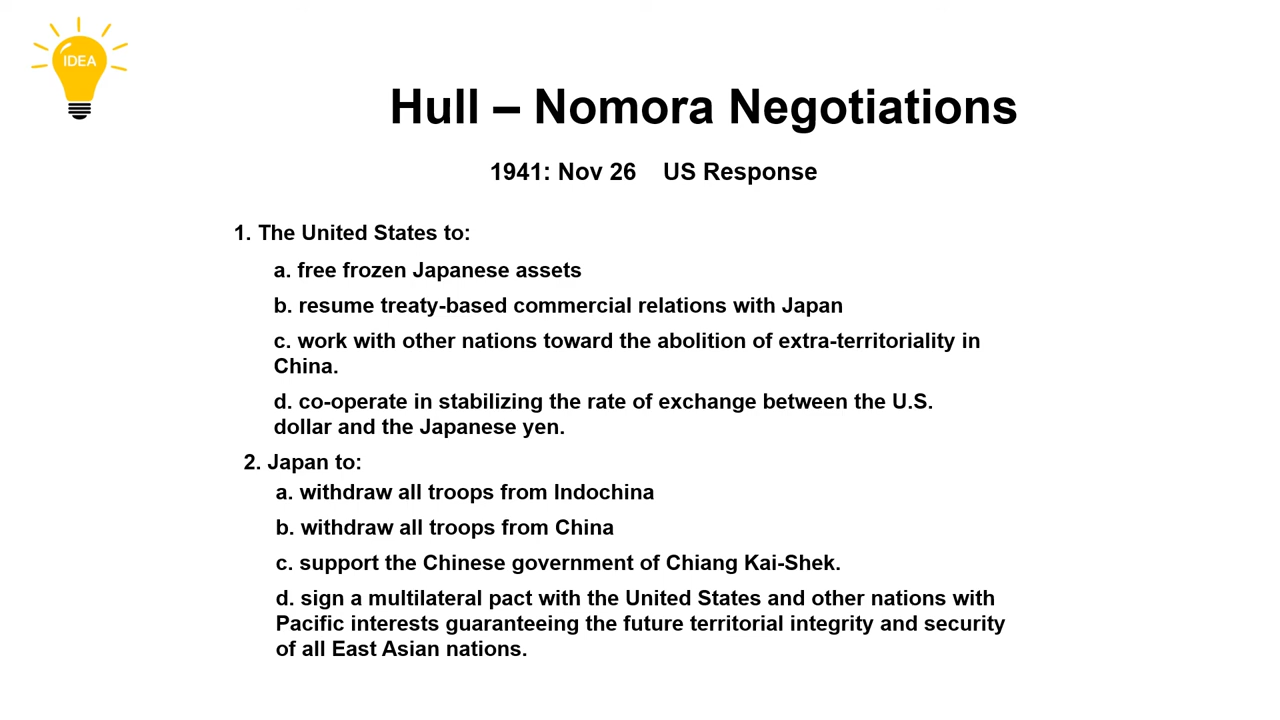 IDEA
Hull – Nomora Negotiations
1941: Nov 26    US Response
1. The United States to:
a. free frozen Japanese assets
b. resume treaty-based commercial relations with Japan
c. work with other nations toward the abolition of extra-territoriality in
China.
d. co-operate in stabilizing the rate of exchange between the U.S.
dollar and the Japanese yen.
2. Japan to:
a. withdraw all troops from Indochina
b. withdraw all troops from China
c. support the Chinese government of Chiang Kai-Shek.
d. sign a multilateral pact with the United States and other nations with
Pacific interests guaranteeing the future territorial integrity and security
of all East Asian nations.